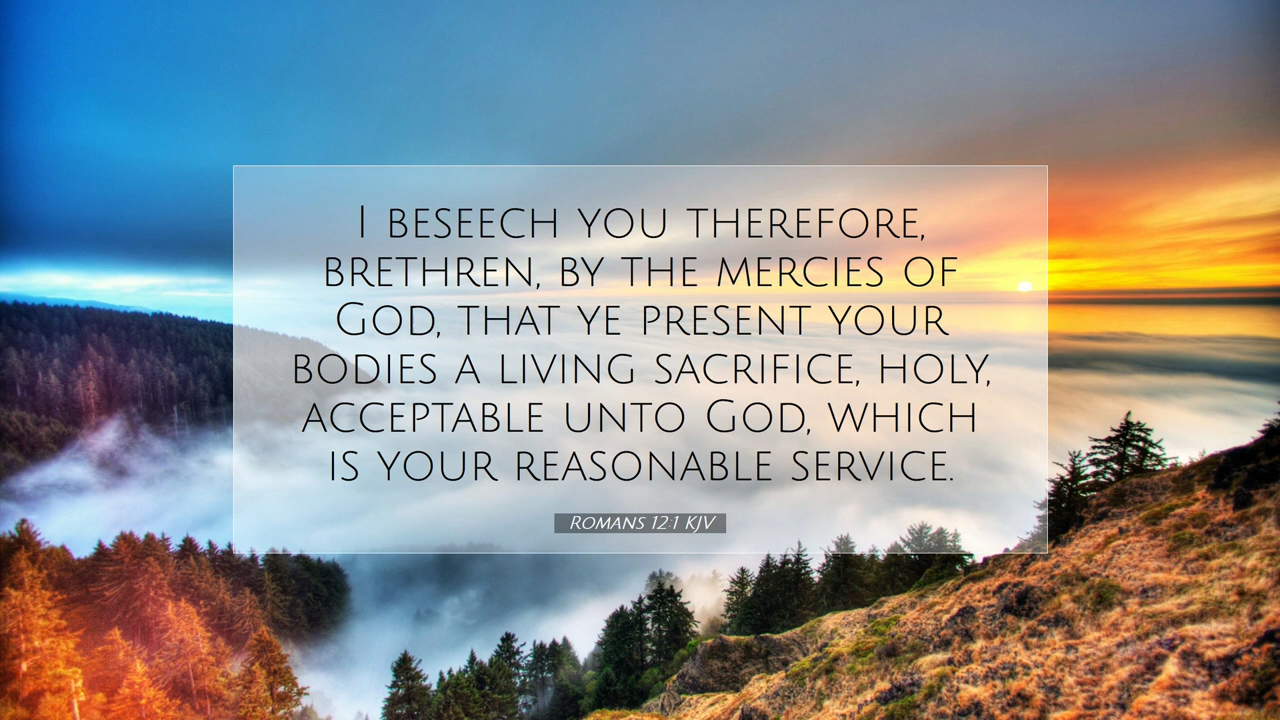 I beseech you therefore,
brethren, by the mercies of
God, that ye present your
bodies a living sacrifice, holy,
acceptable unto God, which
is your reasonable service.
Romans 12:1 KJV